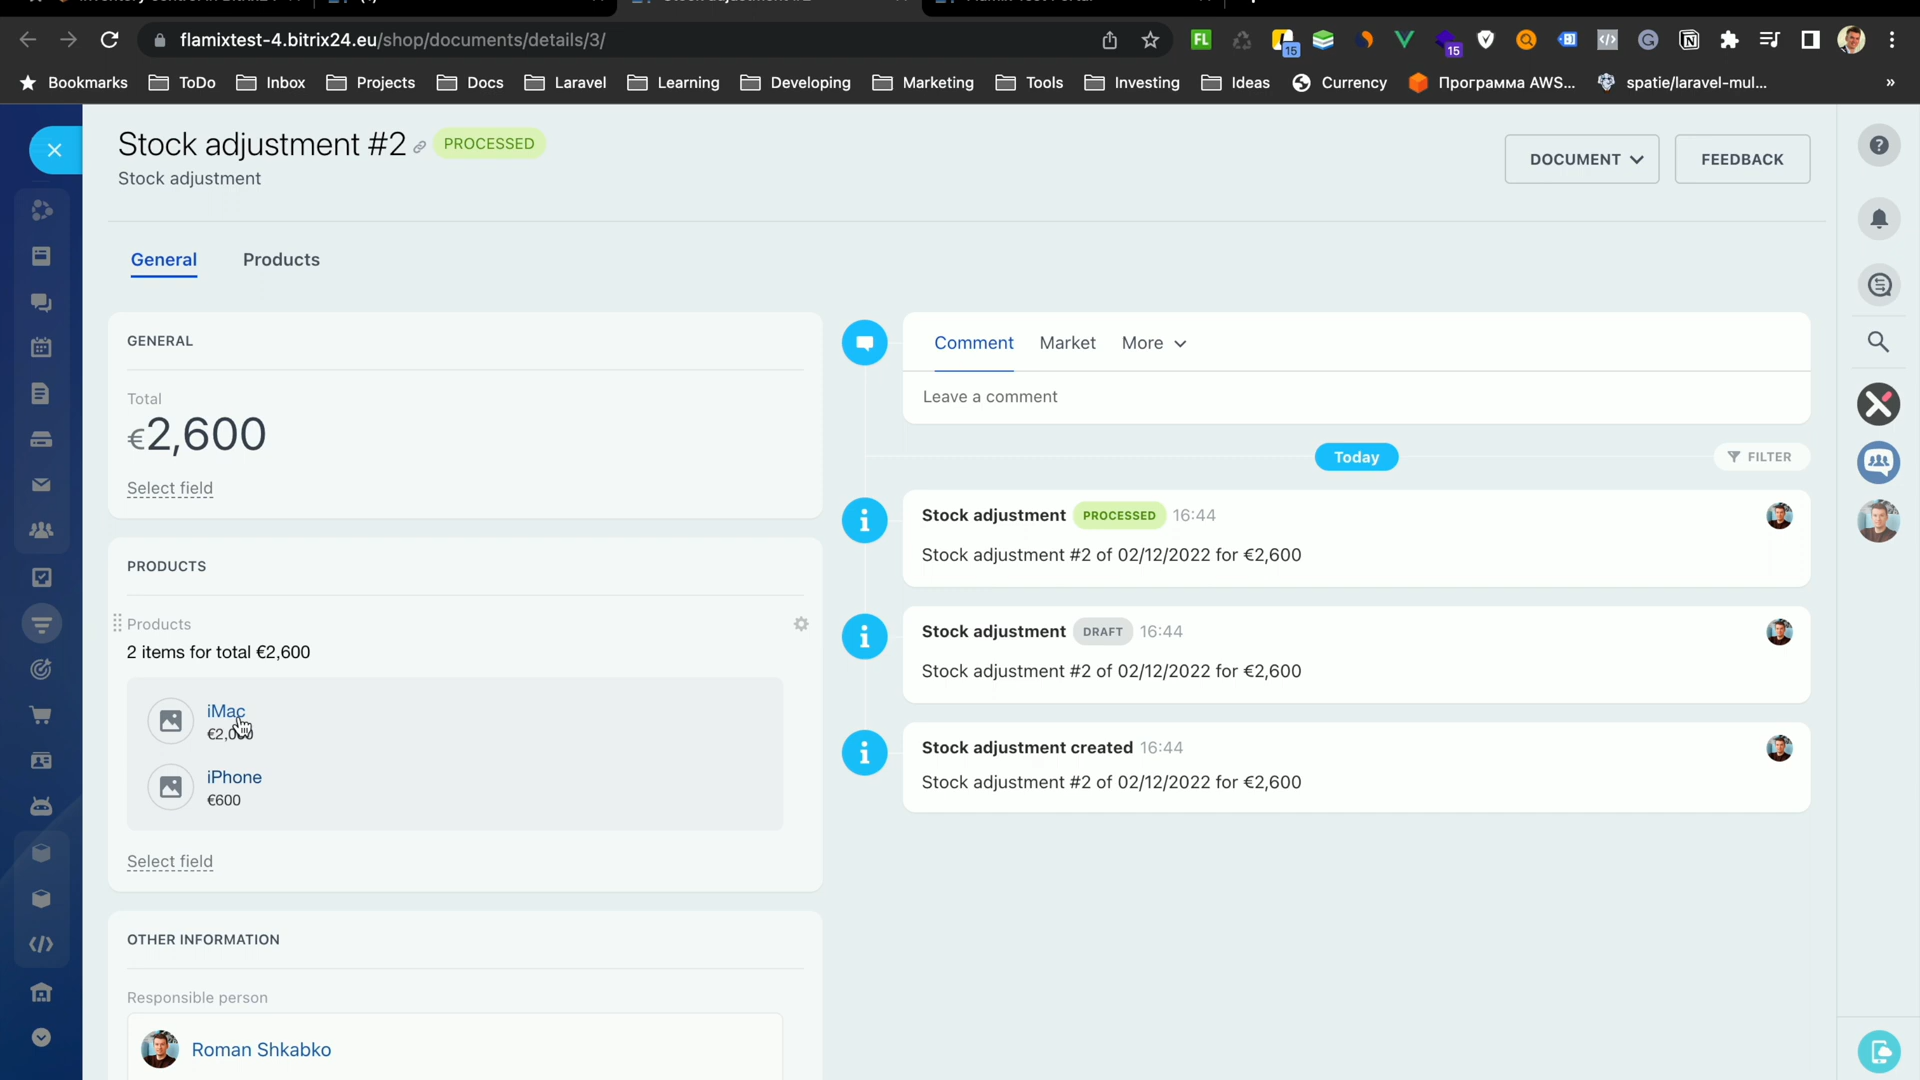 flamixtest-4.bitrix24.eu/shop/documents/details/3/
15
15
Bookmarks ToDo Inbox Projects Docs Laravel Learning Developing Marketing Tools Investing Ideas Currency Программа AWS... spatie/laravel-mul... »
Stock adjustment #2 PROCESSED
Stock adjustment
DOCUMENT
FEEDBACK
General Products
GENERAL
Total
€2,600
Select field
PRODUCTS
Products
2 items for total €2,600
iMac
iPhone
€600
Select field
OTHER INFORMATION
Responsible person
Roman Shkabko
Comment Market More
Leave a comment
Today
FILTER
Stock adjustment PROCESSED 16:44
Stock adjustment #2 of 02/12/2022 for €2,600
Stock adjustment DRAFT 16:44
Stock adjustment #2 of 02/12/2022 for €2,600
Stock adjustment created 16:44
Stock adjustment #2 of 02/12/2022 for €2,600